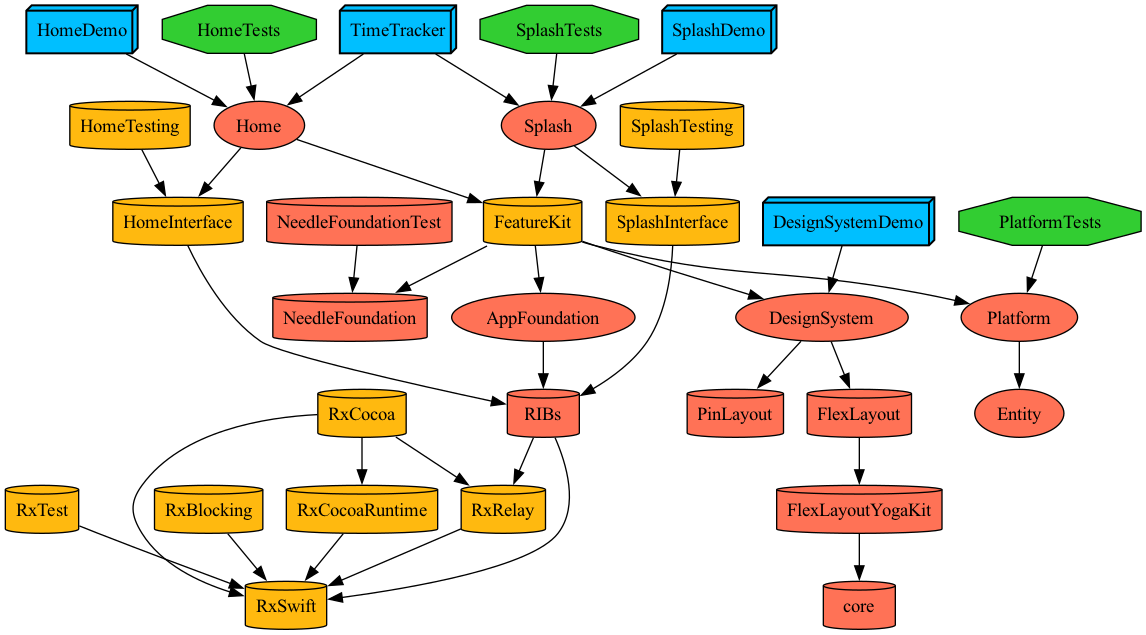 HomeDemo
HomeTests
TimeTracker
SplashTests
SplashDemo
HomeTesting
Home
Splash
SplashTesting
HomeInterface
NeedleFoundationTest
FeatureKit
SplashInterface
DesignSystemDemo
PlatformTests
NeedleFoundation
AppFoundation
DesignSystem
Platform
RxCocoa
RIBs
PinLayout
FlexLayout
Entity
RxTest
RxBlocking
RxCocoaRuntime
RxRelay
FlexLayoutYogaKit
RxSwift
core